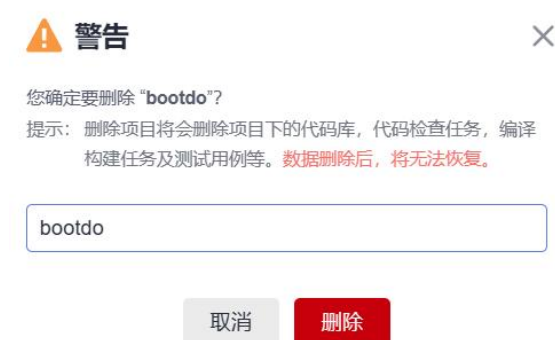 警告
您确定要删除 “bootdo”?
提示： 删除项目将会删除项目下的代码库，代码检查任务，编译
构建任务及测试用例等。数据删除后，将无法恢复。
bootdo
取消 删除